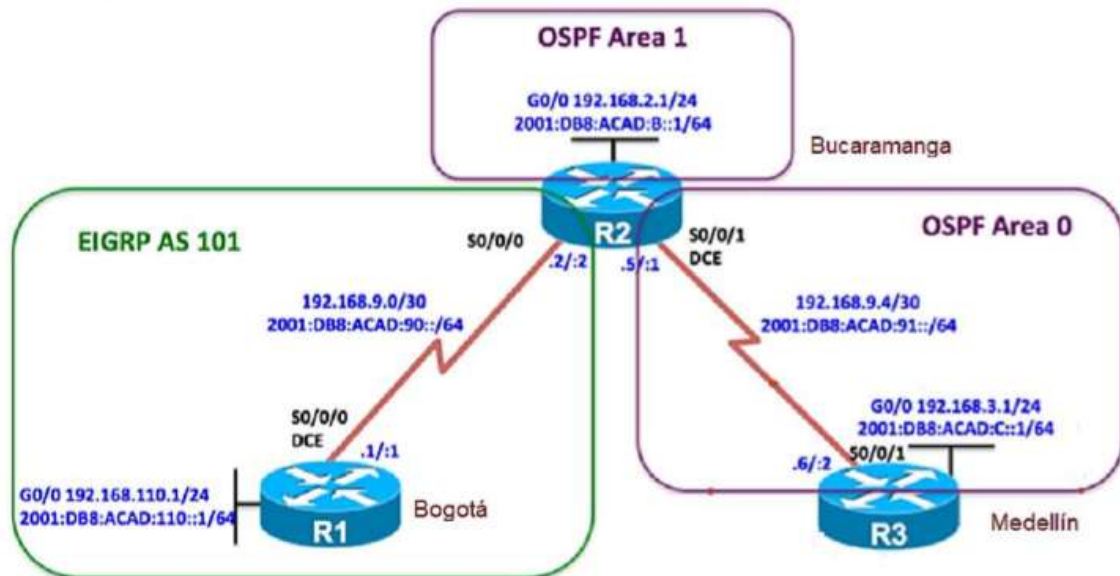 OSPF Area 1
G0/0 192.168.2.1/24
2001:DB8:ACAD:B::1/64
Bucaramanga
EIGRP AS 101
S0/0/0
R2
S0/0/1
DCE
OSPF Area 0
.2/:2
.5/:1
192.168.9.0/30
2001:DB8:ACAD:90::/64
192.168.9.4/30
2001:DB8:ACAD:91::/64
S0/0/0
DCE
G0/0 192.168.3.1/24
2001:DB8:ACAD:C::1/64
.1/:1
.6/:2
S0/0/1
G0/0 192.168.110.1/24
2001:DB8:ACAD:110::1/64
R1
Bogotá
R3
Medellín